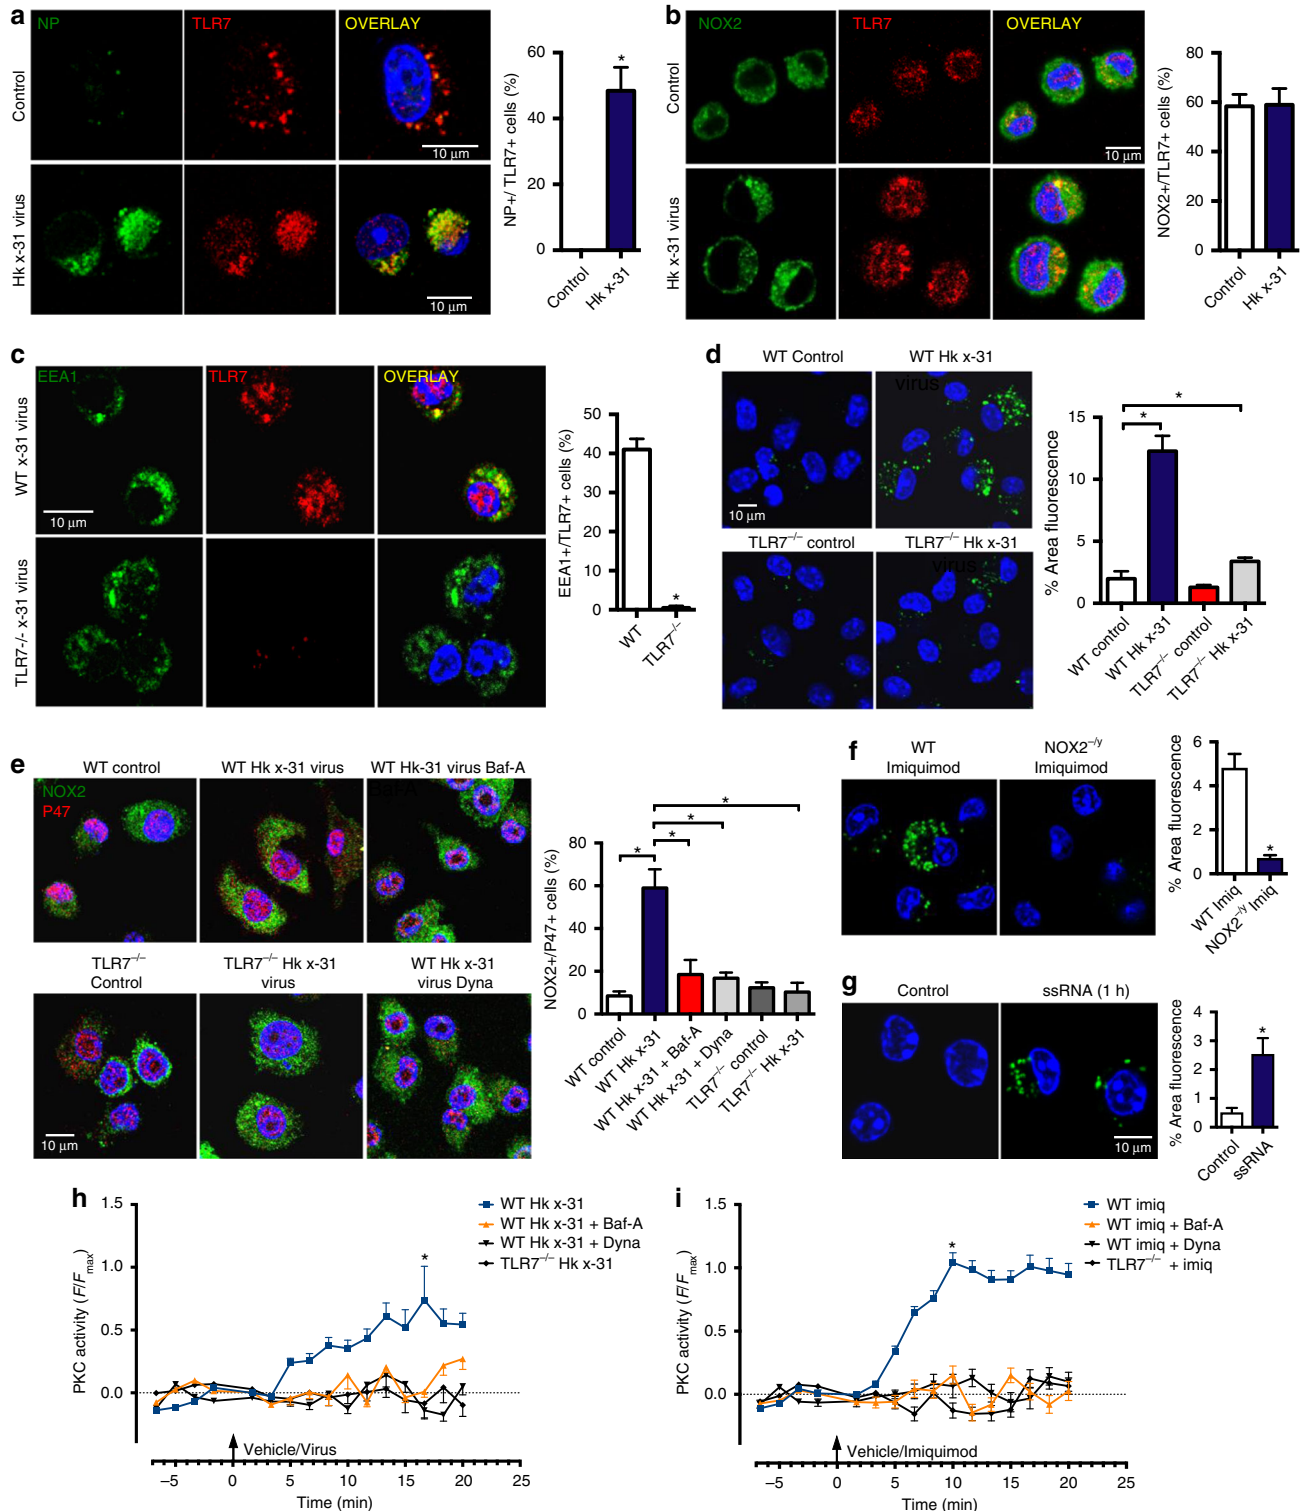 a
NP
TLR7
OVERLAY
Control
Hk x-31 virus
10 µm
10 µm
NP+/ TLR7+ cells (%)
60
40
20
0
*
Control
Hk x-31
b
NOX2
TLR7
OVERLAY
Control
Hk x-31 virus
10 µm
10 µm
NOX2+/TLR7+ cells (%)
80
60
40
20
0
Control
Hk x-31
c
EEA1
TLR7
OVERLAY
WT x-31 virus
TLR7-/- x-31 virus
10 µm
EEA1+/TLR7+ cells (%)
50
40
30
20
10
0
*
WT
TLR7–/–
d
WT Control
WT Hk x-31
virus
10 µm
TLR7–/– control
TLR7–/– Hk x-31
virus
% Area fluorescence
15
10
5
0
*
*
WT control
WT Hk x-31
TLR7–/– control
TLR7–/– Hk x-31
e
WT control
WT Hk x-31 virus
WT Hk-31 virus Baf-A
Baf-A
NOX2
P47
TLR7–/–
Control
TLR7–/– Hk x-31
virus
WT Hk x-31
virus Dyna
10 µm
NOX2+/P47+ cells (%)
80
60
40
20
0
*
*
*
*
WT control
WT Hk x-31
WT Hk x-31 + Baf-A
WT Hk x-31 + Dyna
TLR7–/– control
TLR7–/– Hk x-31
f
WT
Imiquimod
NOX2–/y
Imiquimod
% Area fluorescence
6
4
2
0
*
WT Imiq
NOX2–/y Imiq
g
Control
ssRNA (1 h)
10 µm
% Area fluorescence
4
3
2
1
0
*
Control
ssRNA
h
PKC activity (F/Fmax)
1.5
1.0
0.5
0.0
WT Hk x-31
WT Hk x-31 + Baf-A
WT Hk x-31 + Dyna
TLR7–/– Hk x-31
*
Vehicle/Virus
–5 0 5 10 15 20 25
Time (min)
i
PKC activity (F/Fmax)
1.5
1.0
0.5
0.0
WT imiq
WT imiq + Baf-A
WT imiq + Dyna
TLR7–/– + imiq
*
Vehicle/Imiquimod
–5 0 5 10 15 20 25
Time (min)